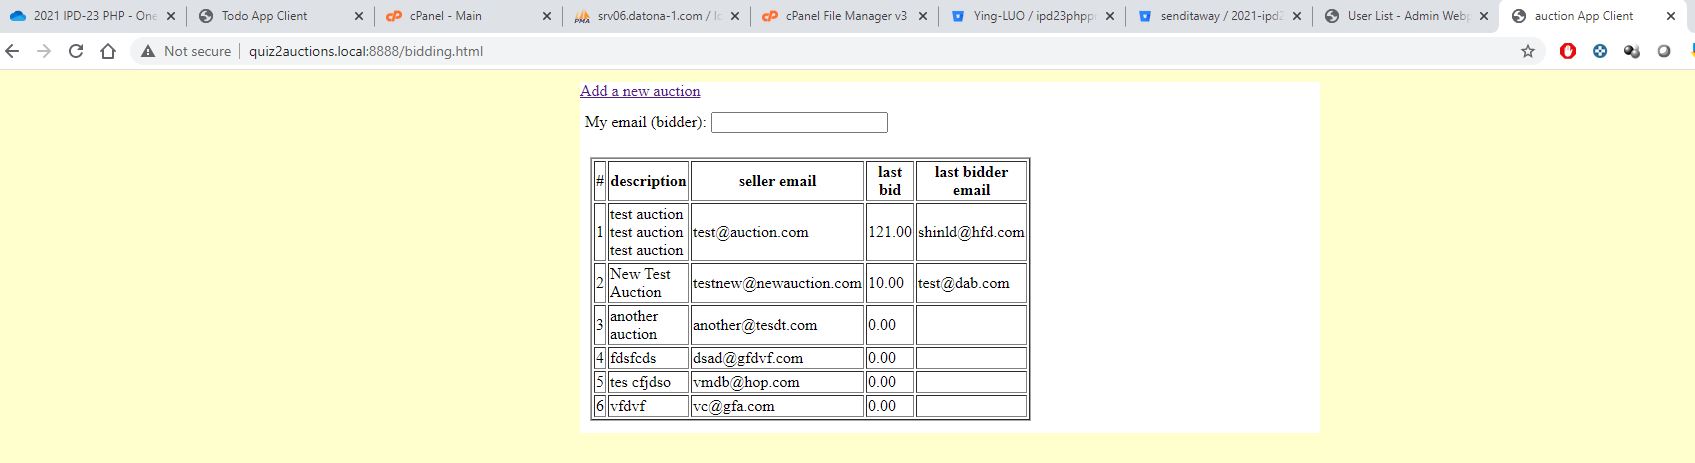 2021 IPD-23 PHP - One
Todo App Client
cPanel - Main
srv06.datona-1.com / lo
cPanel File Manager v3
Ying-LUO / ipd23phppr
senditaway / 2021-ipd2
User List - Admin Webp
auction App Client
Not secure
quiz2auctions.local:8888/bidding.html
Add a new auction
My email (bidder):
# description seller email last bid last bidder email
1 test auction test auction test auction test@auction.com 121.00 shinld@hfd.com
2 New Test Auction testnew@newauction.com 10.00 test@dab.com
3 another auction another@tesdt.com 0.00
4 fdsfcds dsad@gfdvf.com 0.00
5 tes cfjdso vmdb@hop.com 0.00
6 vfdvf vc@gfa.com 0.00